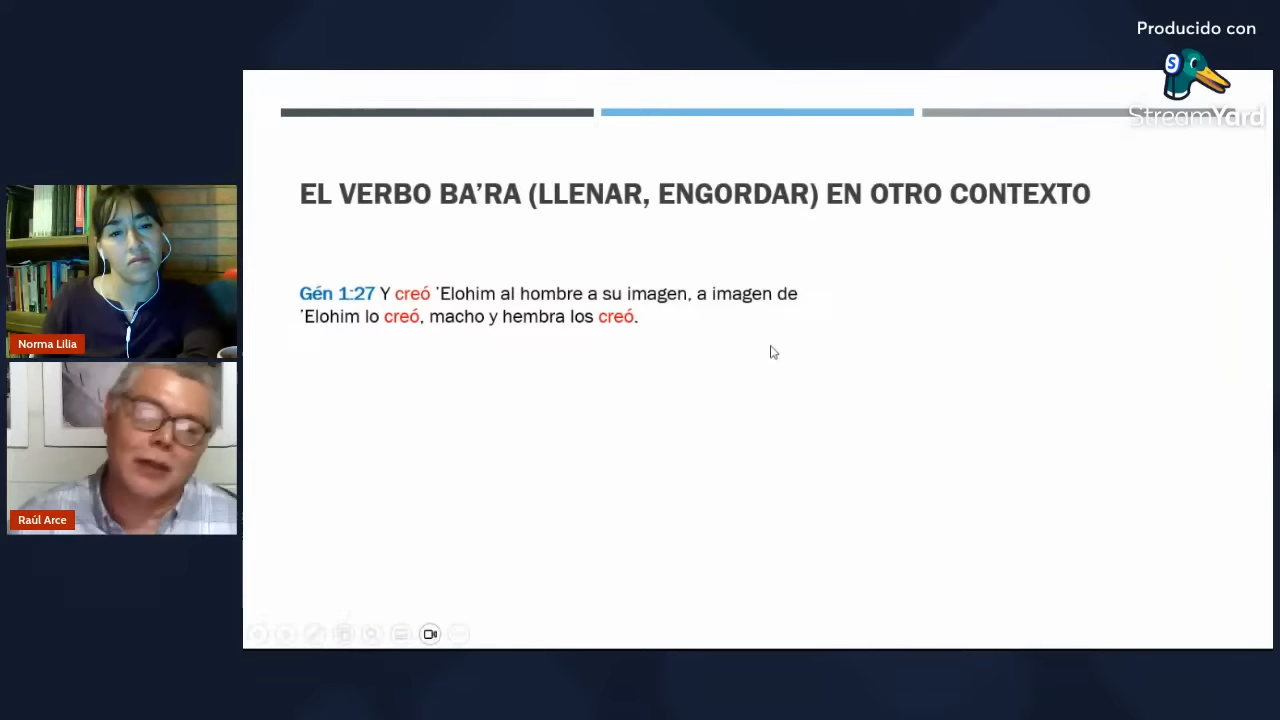 Producido con
S
StreamYard
EL VERBO BA’RA (LLENAR, ENGORDAR) EN OTRO CONTEXTO
Gén 1:27 Y creó ’Elohim al hombre a su imagen, a imagen de
’Elohim lo creó, macho y hembra los creó.
Norma Lilia
Raúl Arce